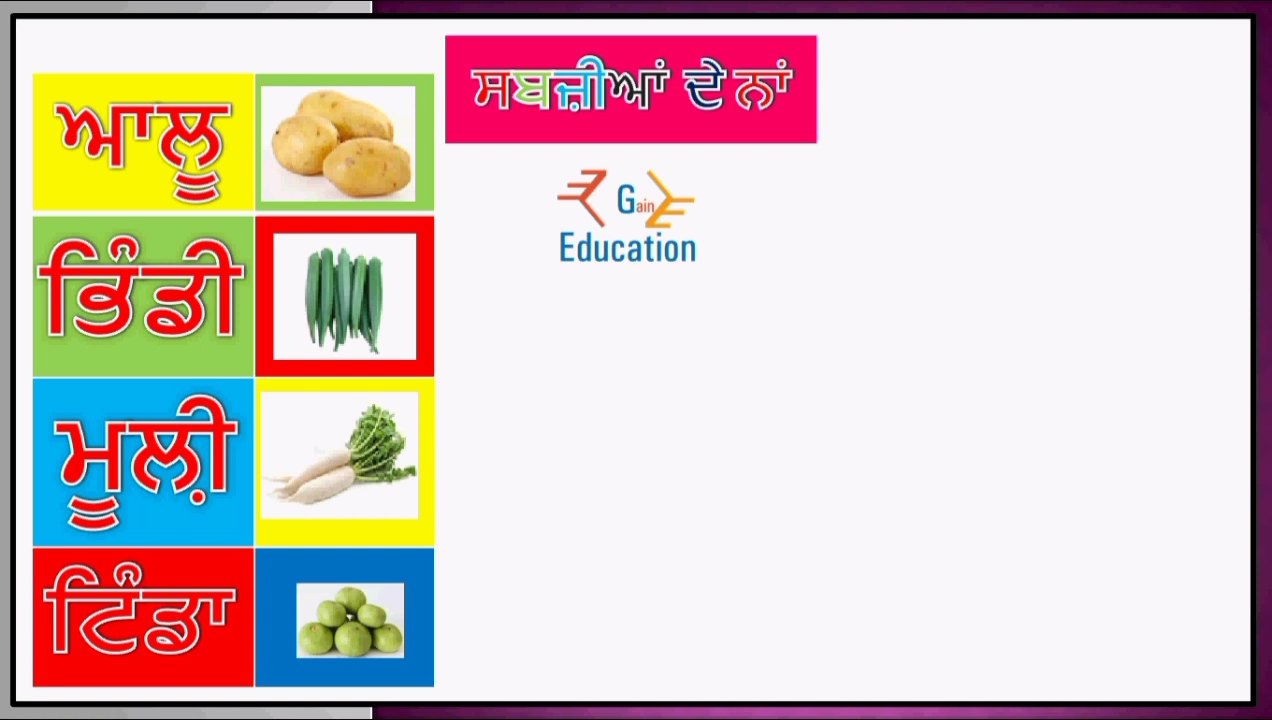 ਸਬਜ਼ੀਆਂ ਦੇ ਨਾਂ
Gain
Education
ਆਲੂ
ਭਿੰਡੀ
ਮੂਲੀ਼
ਟਿੰਡਾ